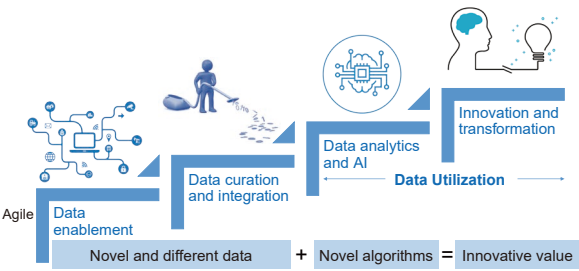 Innovation and
transformation
Data analytics
and AI
Data Utilization
Data curation
and integration
Agile
Data
enablement
Novel and different data + Novel algorithms = Innovative value